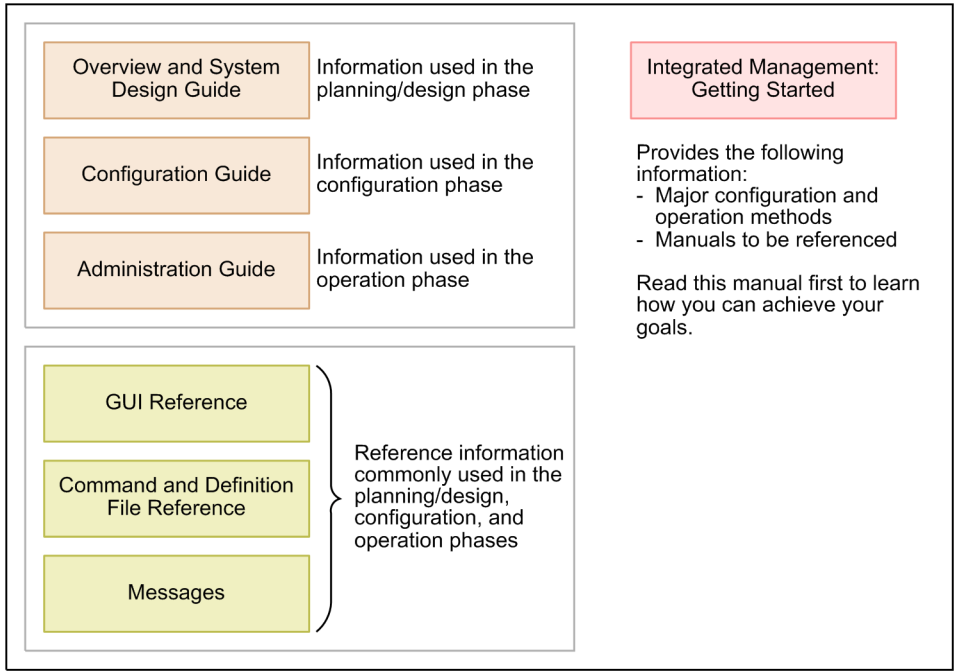 Overview and System
Design Guide
Information used in the
planning/design phase
Configuration Guide
Information used in the
configuration phase
Administration Guide
Information used in the
operation phase
GUI Reference
Command and Definition
File Reference
Messages
Reference information
commonly used in the
planning/design,
configuration, and
operation phases
Integrated Management:
Getting Started
Provides the following
information:
- Major configuration and
operation methods
- Manuals to be referenced
Read this manual first to learn
how you can achieve your
goals.